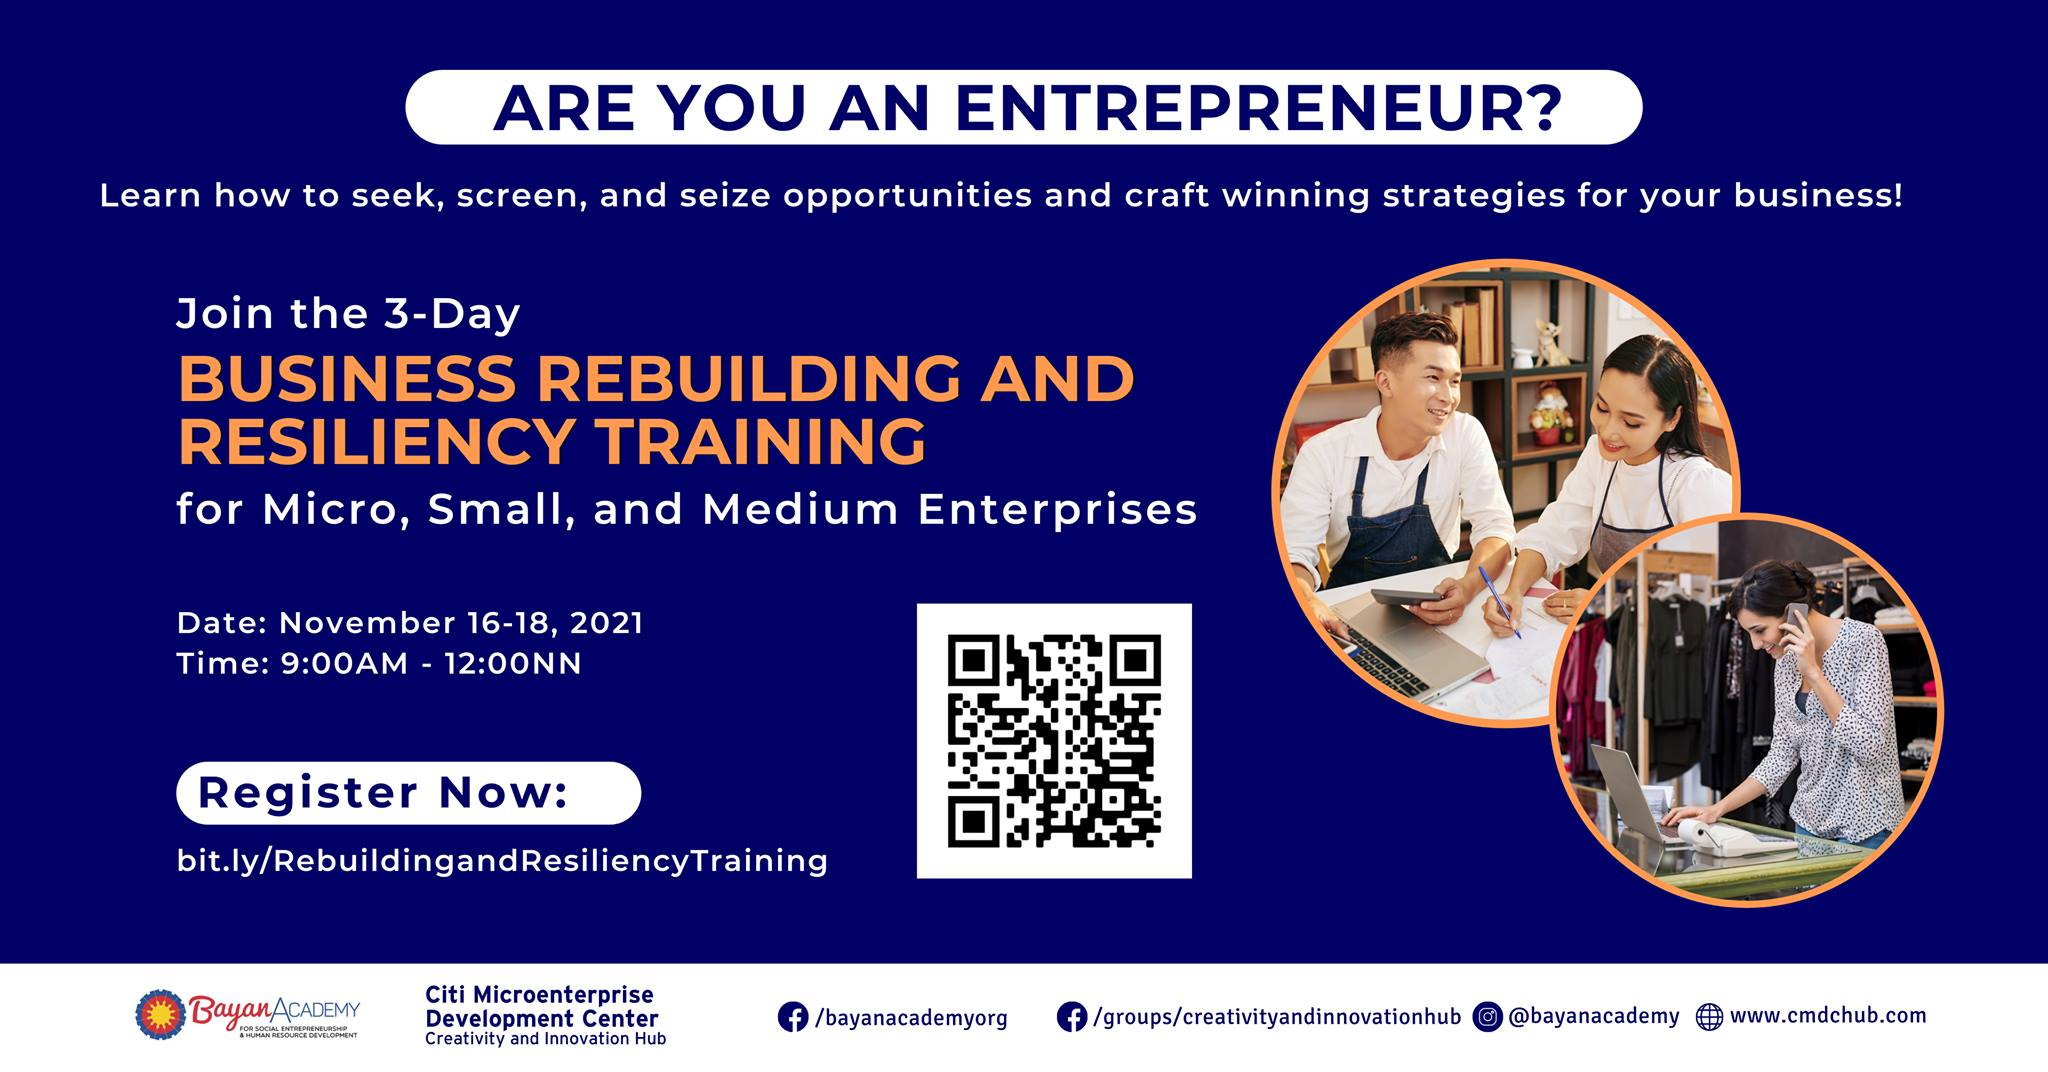 ARE YOU AN ENTREPRENEUR?
Learn how to seek, screen, and seize opportunities and craft winning strategies for your business!
Join the 3-Day
BUSINESS REBUILDING AND
RESILIENCY TRAINING
for Micro, Small, and Medium Enterprises
Date: November 16-18, 2021
Time: 9:00AM - 12:00NN
Register Now:
bit.ly/RebuildingandResiliencyTraining
BayanACADEMY
FOR SOCIAL ENTREPRENEURSHIP
& HUMAN RESOURCE DEVELOPMENT
Citi Microenterprise
Development Center
Creativity and Innovation Hub
/bayanacademyorg
/groups/creativityandinnovationhub
@bayanacademy
www.cmdchub.com